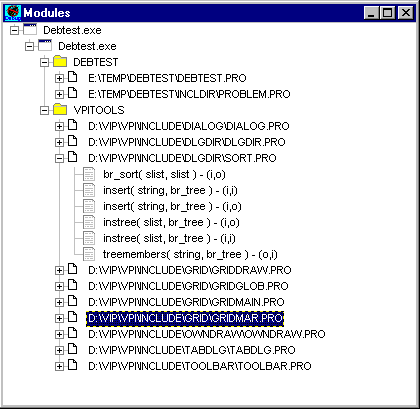 Modules
Debtest.exe
Debtest.exe
DEBTEST
E:\TEMP\DEBTEST\DEBTEST.PRO
E:\TEMP\DEBTEST\INCLDIR\PROBLEM.PRO
VPITOOLS
D:\VIP\VPI\INCLUDE\DIALOG\DIALOG.PRO
D:\VIP\VPI\INCLUDE\DLGDIR\DLGDIR.PRO
D:\VIP\VPI\INCLUDE\DLGDIR\SORT.PRO
br_sort( slist, slist ) - (i,o)
insert( string, br_tree ) - (i,i)
insert( string, br_tree ) - (i,o)
instree( slist, br_tree ) - (i,o)
instree( slist, br_tree ) - (i,i)
treemembers( string, br_tree ) - (o,i)
D:\VIP\VPI\INCLUDE\GRID\GRIDDRAW.PRO
D:\VIP\VPI\INCLUDE\GRID\GRIDGLOB.PRO
D:\VIP\VPI\INCLUDE\GRID\GRIDMAIN.PRO
D:\VIP\VPI\INCLUDE\GRID\GRIDMAR.PRO
D:\VIP\VPI\INCLUDE\OWNDRAW\OWNDRAW.PRO
D:\VIP\VPI\INCLUDE\TABDLG\TABDLG.PRO
D:\VIP\VPI\INCLUDE\TOOLBAR\TOOLBAR.PRO